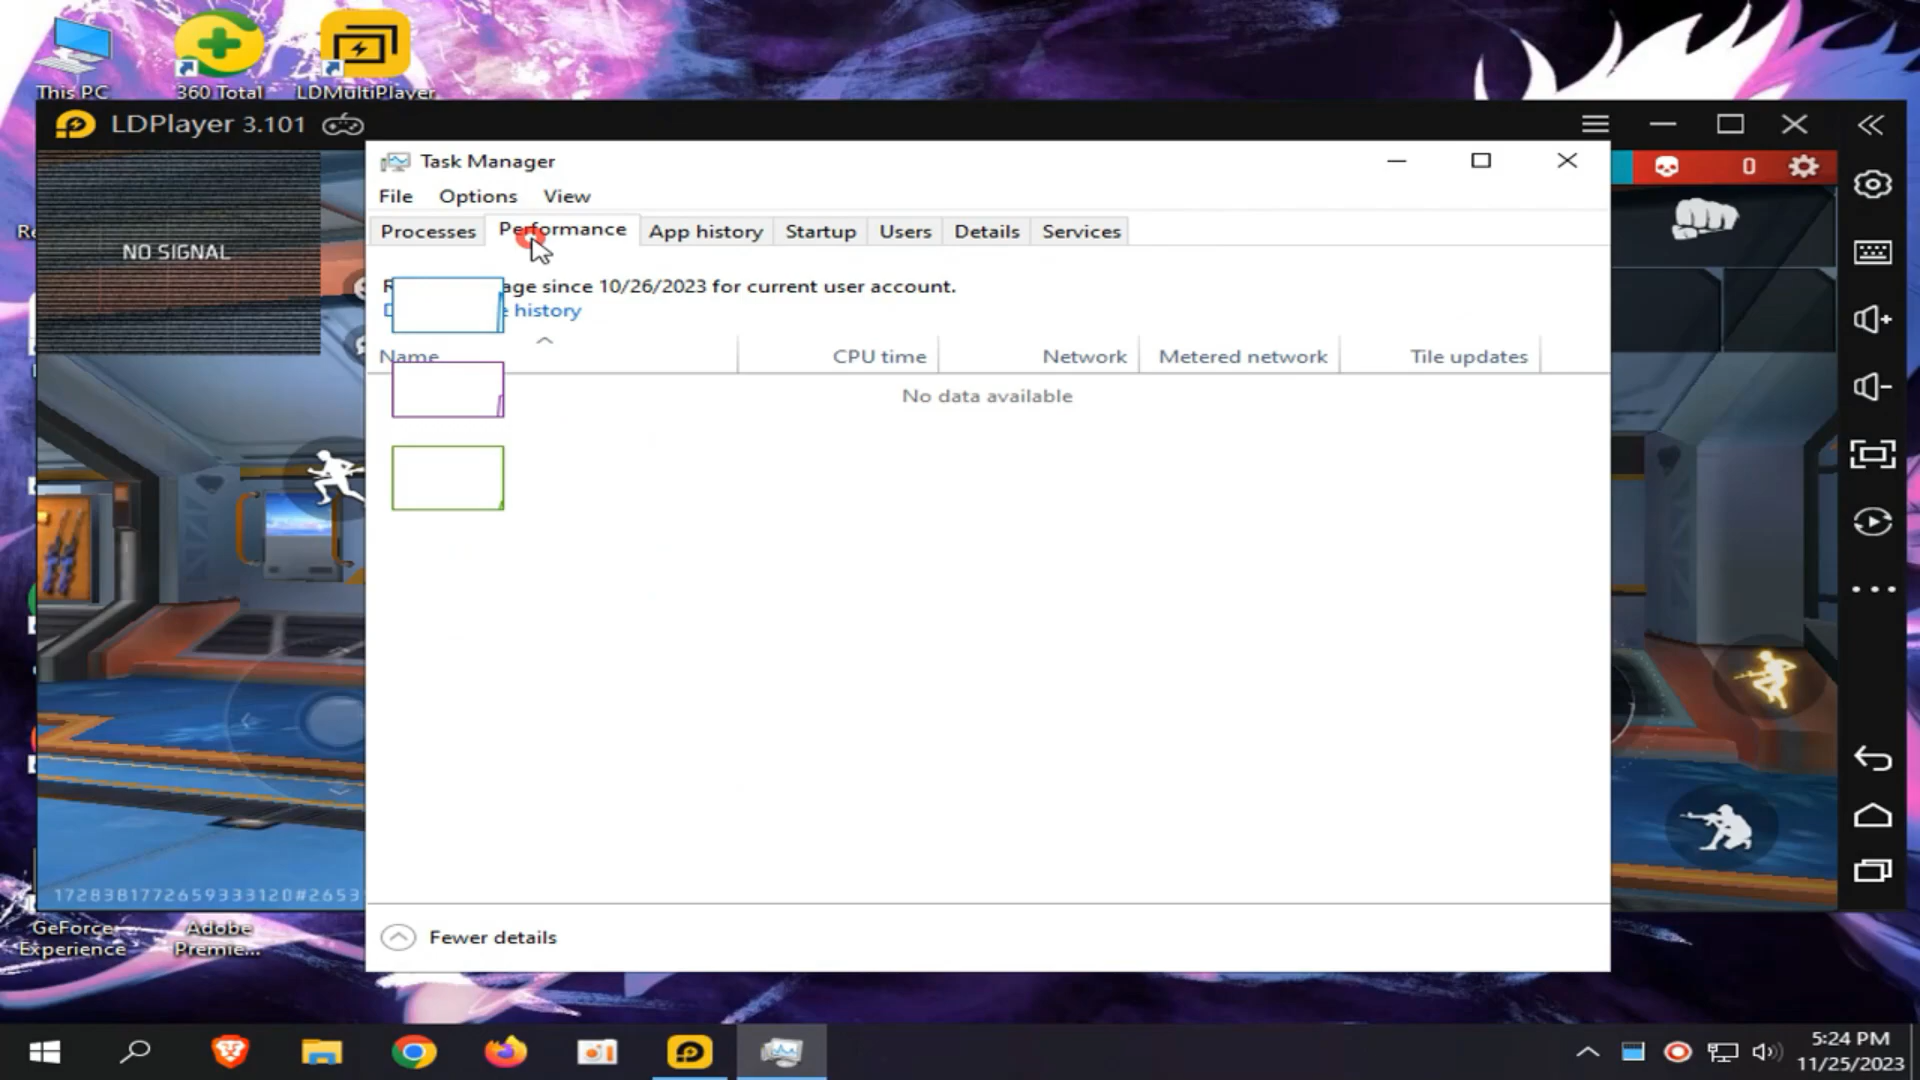 This PC
360 Total
LDMultiPlayer
LDPlayer 3.101
Task Manager
0
File Options View
Processes Performance App history Startup Users Details Services
NO SIGNAL
age since 10/26/2023 for current user account.
history
Name CPU time Network Metered network Tile updates
No data available
172838177265933 3120#2653
GeForce
Experience
Adobe
Premie...
Fewer details
5:24 PM
11/25/2023